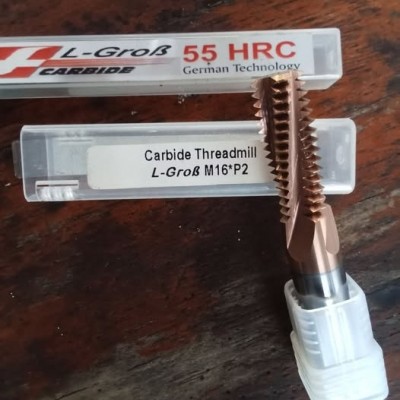 L-Groß
CARBIDE
55 HRC
German Technology
Carbide Threadmill
L-Groß M16*P2